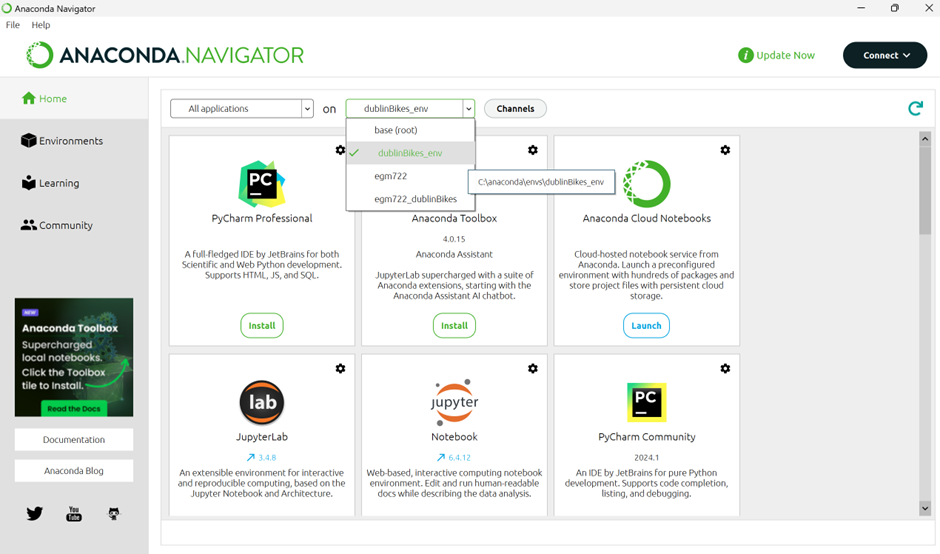 Anaconda Navigator
File Help
ANACONDA.NAVIGATOR
i Update Now
Connect
Home
Environments
Learning
Community
NEW
Anaconda Toolbox
Supercharged
local notebooks.
Click the Toolbox
tile to install.
Read the Docs
Documentation
Anaconda Blog
You
Tube
All applications
on
dublinBikes_env
Channels
base (root)
dublinBikes_env
egm722
egm722_dublinBikes
C:\anaconda\envs\dublinBikes_env
PC
PyCharm Professional
A full-fledged IDE by JetBrains for both
Scientific and Web Python development.
Supports HTML, JS, and SQL.
Install
Anaconda Toolbox
4.0.15
Anaconda Assistant
JupyterLab supercharged with a suite of
Anaconda extensions, starting with the
Anaconda Assistant AI chatbot.
Install
Anaconda Cloud Notebooks
Cloud-hosted notebook service from
Anaconda. Launch a preconfigured
environment with hundreds of packages and
store project files with persistent cloud
storage.
Launch
lab
JupyterLab
3.4.8
An extensible environment for interactive
and reproducible computing, based on the
Jupyter Notebook and Architecture.
jupyter
Notebook
6.4.12
Web-based, interactive computing notebook
environment. Edit and run human-readable
docs while describing the data analysis.
PC
PyCharm Community
2024.1
An IDE by JetBrains for pure Python
development. Supports code completion,
listing, and debugging.